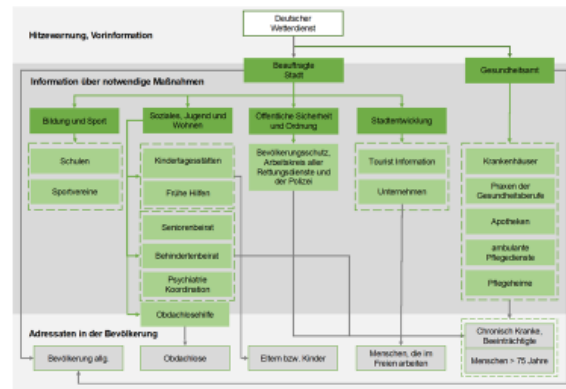 Deutscher
Wetterdienst
Hitzewernung, Vorinformation
Beauftragte
Stadt
Gesundheitsamt
Information über notwendige Maßnahmen
Bildung und Sport
Soziales, Jugend und
Wohnen
Öffentliche Sicherheit
und Ordnung
Stadtentwicklung
Schulen
Sportvereine
Kindertagesstätten
Frühe Hilfen
Bevölkerungsschutz,
Arbeitskreis aller
Rettungsdienste und
der Polizei
Tourist Information
Unternehmen
Krankenhäuser
Praxen der
Gesundheitsberufe
Apotheken
ambulante
Pflegedienste
Pflegeheime
Seniorenbeirat
Behindertenbeirat
Psychiatrie
Koordination
Obdachlosehilfe
Adressaten in der Bevölkerung
Bevölkerung allg.
Obdachlose
Eltern bzw. Kinder
Menschen, die im
Freien arbeiten
Chronisch Kranke,
Beeinträchtigte
Menschen > 75 Jahre